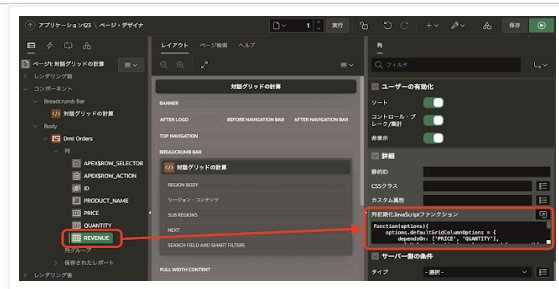 アプリケーション123 \ ページ・デザイナ
1
実行
保存
レイアウト ページ検索 ヘルプ
列
ページ1: 対話グリッドの計算
レンダリング前
コンポーネント
Breadcrumb Bar
対話グリッドの計算
Body
Dmt Orders
列
APEX$ROW_SELECTOR
APEX$ROW_ACTION
ID
PRODUCT_NAME
PRICE
QUANTITY
REVENUE
列グループ
保存されたレポート
レンダリング後
対話グリッドの計算
BANNER
AFTER LOGO BEFORE NAVIGATION BAR AFTER NAVIGATION BAR
TOP NAVIGATION
BREADCRUMB BAR
対話グリッドの計算
REGION BODY
リージョン・コンテンツ
SUB REGIONS
NEXT
SEARCH FIELD AND SMART FILTERS
FULL WIDTH CONTENT
フィルタ
ユーザーの有効化
ソート
コントロール・ブ
レーク/集計
非表示
詳細
静的ID
CSSクラス
カスタム属性
列初期化JavaScriptファンクション
function(options){
options.defaultGridColumnOptions = {
dependsOn: ['PRICE', 'QUANTITY'],
サーバー側の条件
タイプ - 選択 -